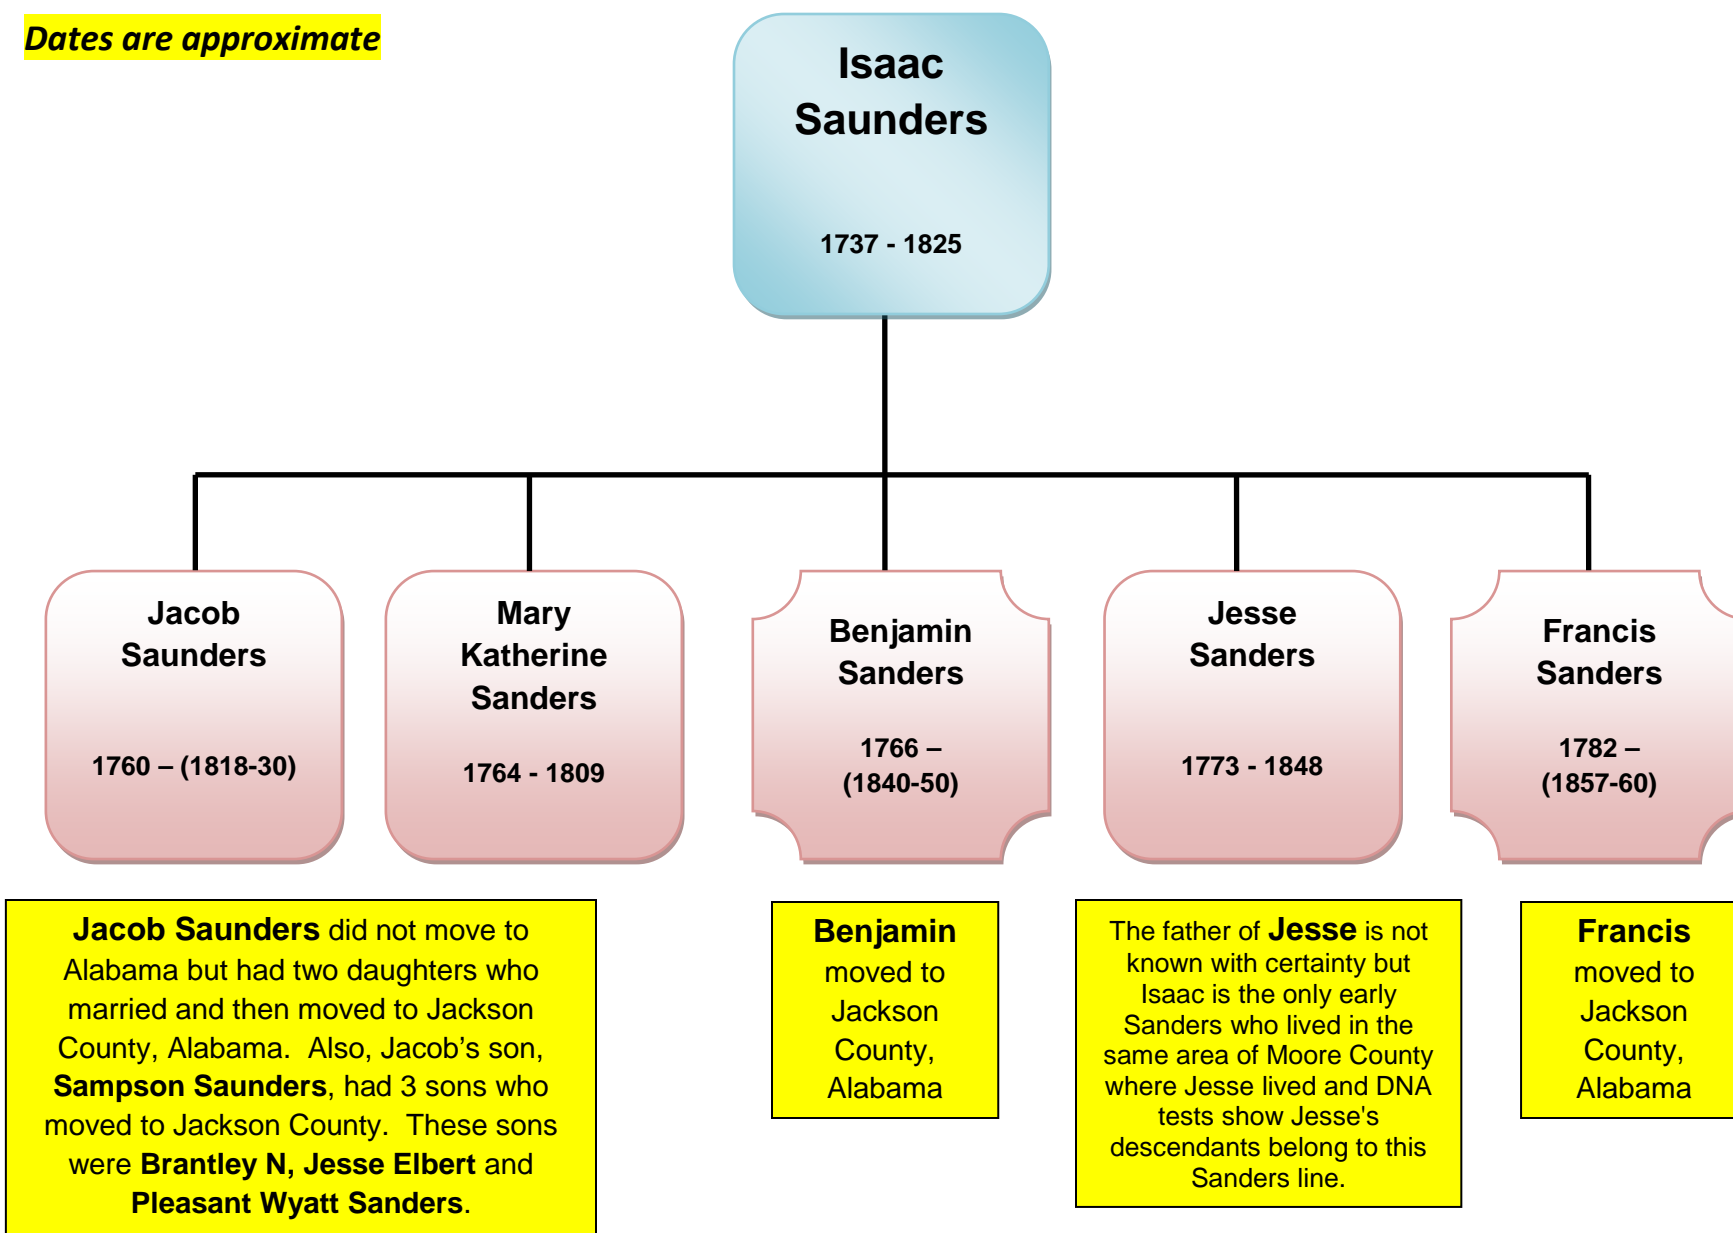 Dates are approximate
Isaac
Saunders
1737 - 1825
Jacob
Saunders
1760 – (1818-30)
Mary
Katherine
Sanders
1764 - 1809
Benjamin
Sanders
1766 –
(1840-50)
Jesse
Sanders
1773 - 1848
Francis
Sanders
1782 –
(1857-60)
Jacob Saunders did not move to
Alabama but had two daughters who
married and then moved to Jackson
County, Alabama.  Also, Jacob’s son,
Sampson Saunders, had 3 sons who
moved to Jackson County.  These sons
were Brantley N, Jesse Elbert and
Pleasant Wyatt Sanders.
Benjamin
moved to
Jackson
County,
Alabama
The father of Jesse is not
known with certainty but
Isaac is the only early
Sanders who lived in the
same area of Moore County
where Jesse lived and DNA
tests show Jesse's
descendants belong to this
Sanders line.
Francis
moved to
Jackson
County,
Alabama